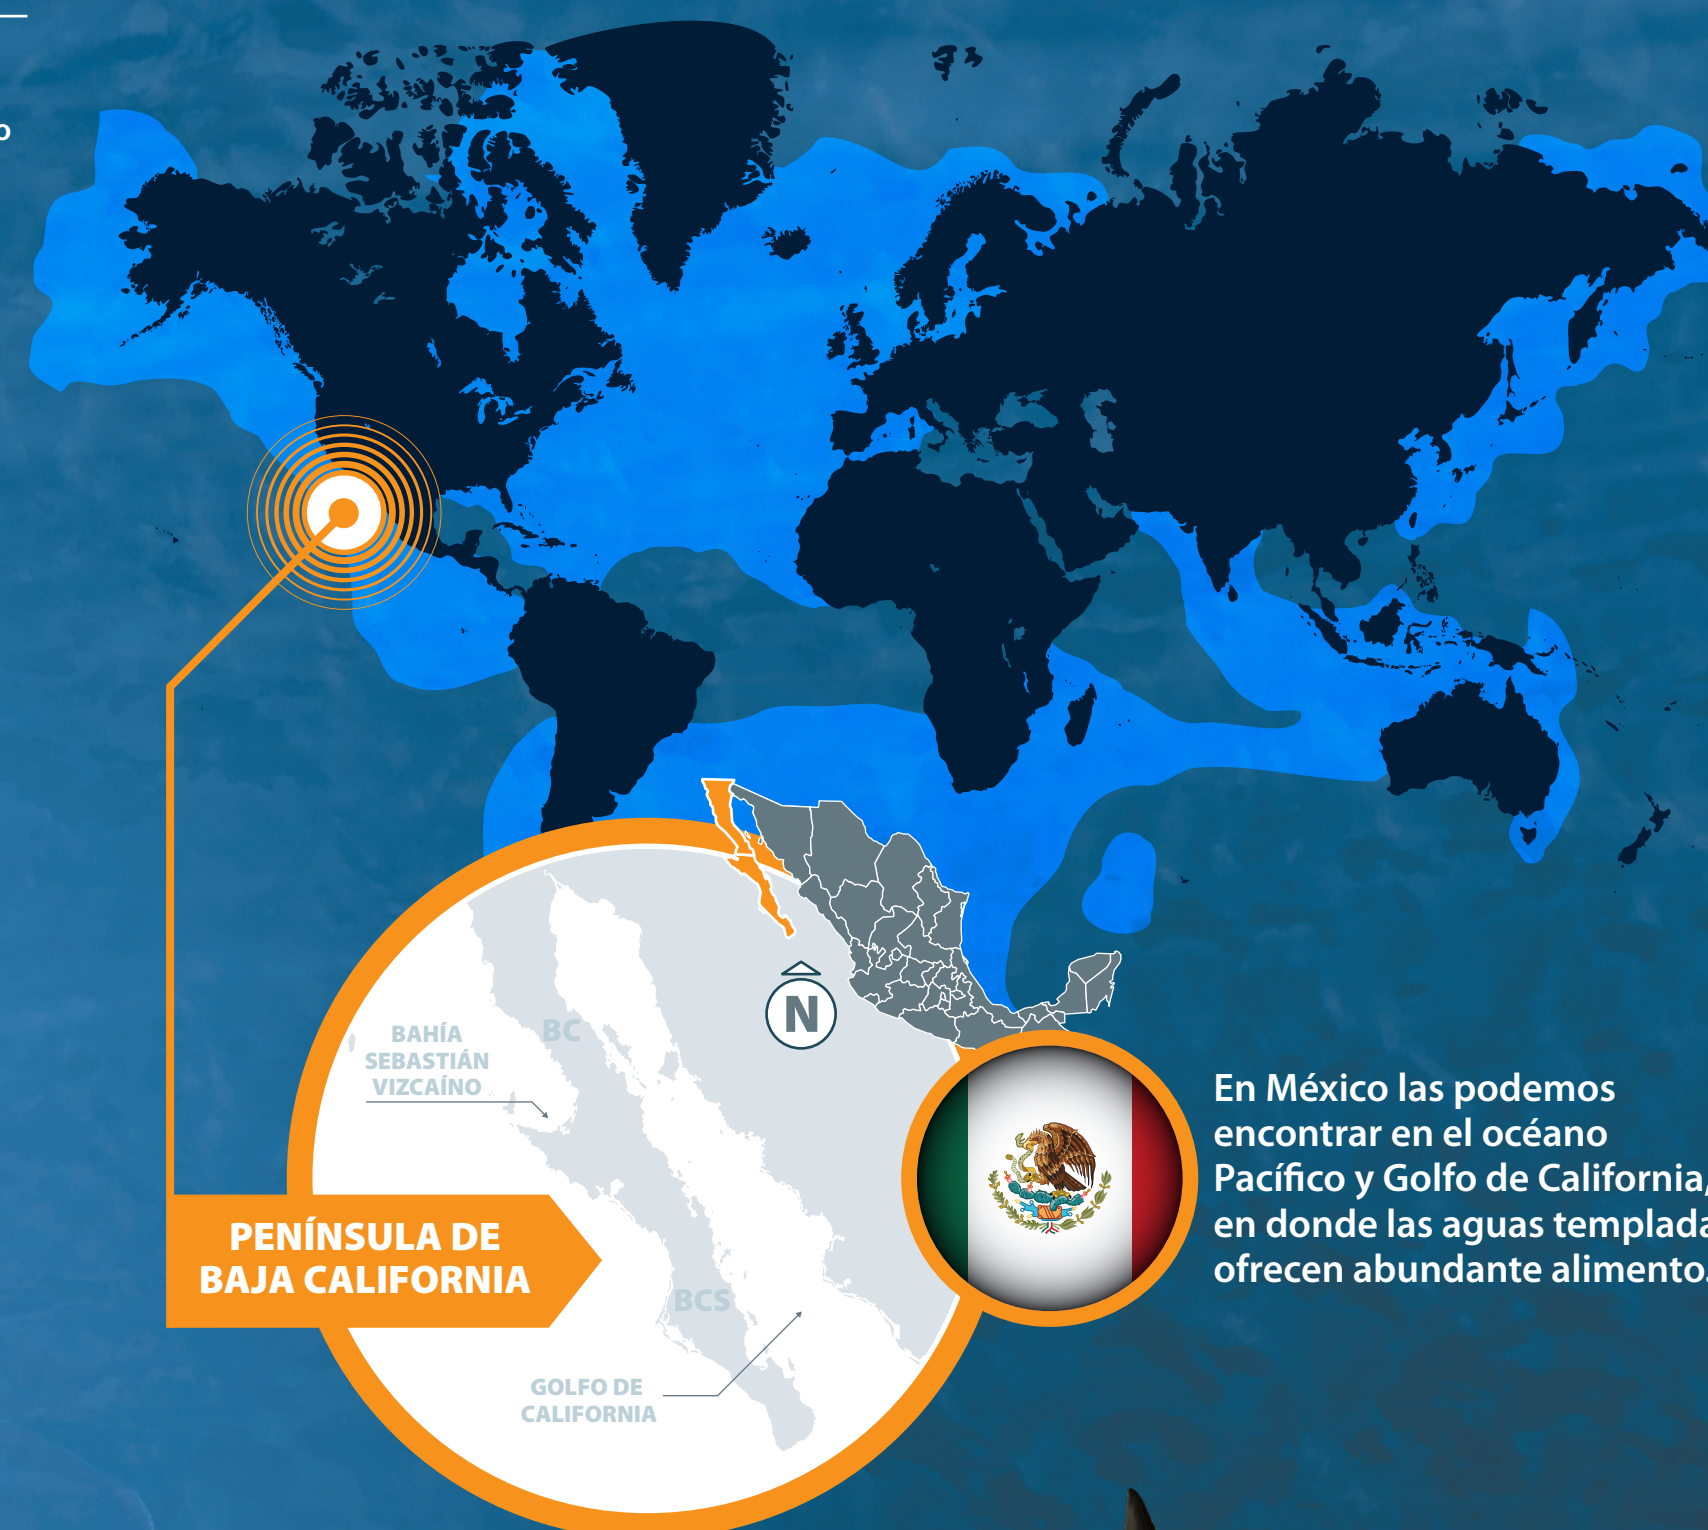 o
BAHÍA
SEBASTIÁN
VIZCAÍNO
BC
N
PENÍNSULA DE
BAJA CALIFORNIA
BCS
GOLFO DE
CALIFORNIA
En México las podemos
encontrar en el océano
Pacífico y Golfo de California,
en donde las aguas templada
ofrecen abundante alimento.